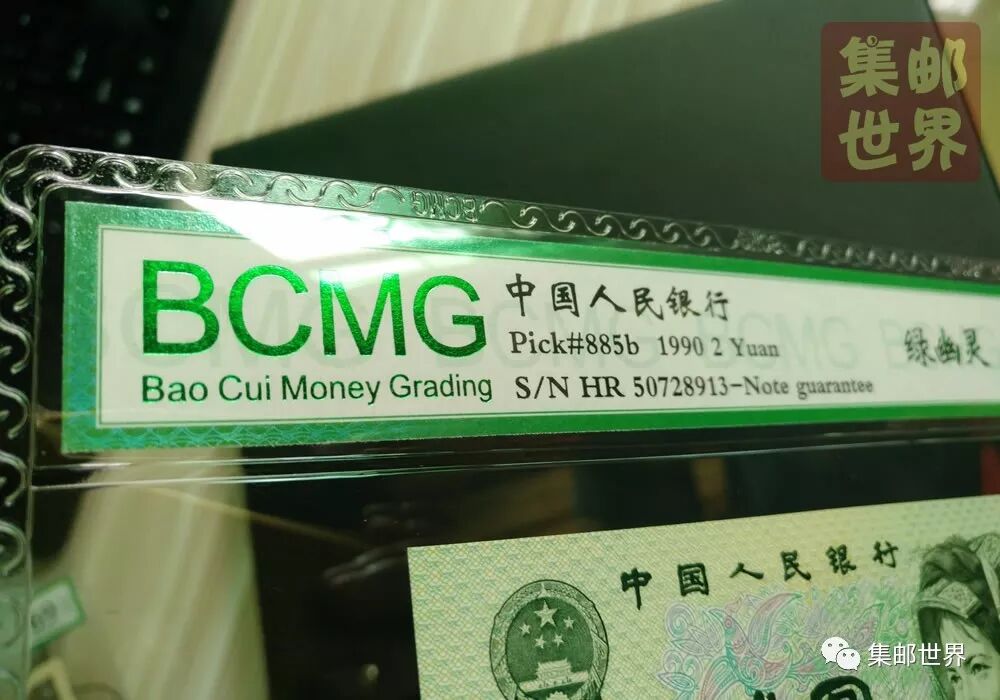 集邮
世界
BCMG
BCMG
Bao Cui Money Grading
中国人民银行
Pick#885b 1990 2 Yuan
绿幽灵
S/N HR 50728913-Note guarantee
中国人民银行
集邮世界